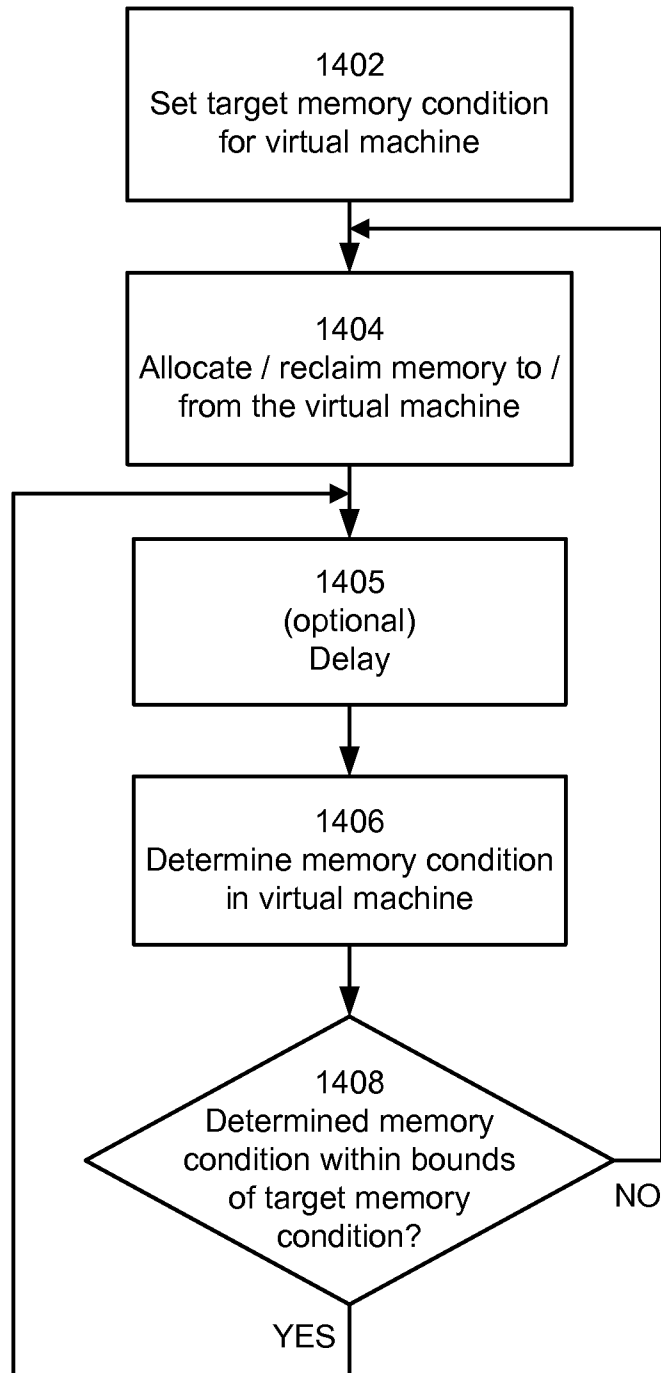 1402
Set target memory condition
for virtual machine
1404
Allocate / reclaim memory to /
from the virtual machine
1405
(optional)
Delay
1406
Determine memory condition
in virtual machine
1408
Determined memory
condition within bounds
of target memory
condition?
NO
YES